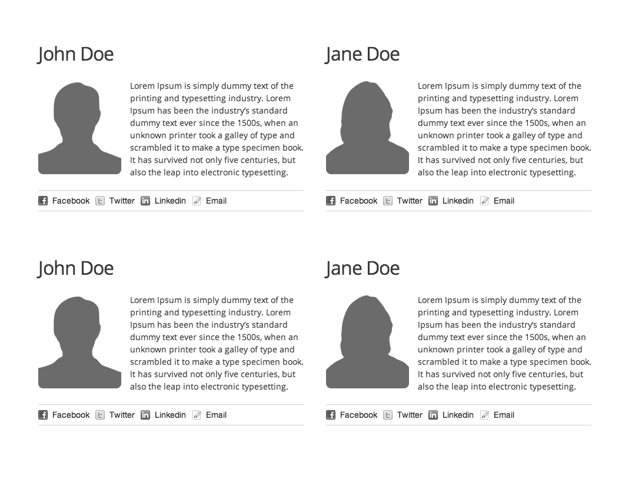 John Doe
Lorem Ipsum is simply dummy text of the
printing and typesetting industry. Lorem
Ipsum has been the industry's standard
dummy text ever since the 1500s, when an
unknown printer took a galley of type and
scrambled it to make a type specimen book.
It has survived not only five centuries, but
also the leap into electronic typesetting.
Facebook Twitter Linkedin Email
Jane Doe
Lorem Ipsum is simply dummy text of the
printing and typesetting industry. Lorem
Ipsum has been the industry's standard
dummy text ever since the 1500s, when an
unknown printer took a galley of type and
scrambled it to make a type specimen book.
It has survived not only five centuries, but
also the leap into electronic typesetting.
Facebook Twitter Linkedin Email
John Doe
Lorem Ipsum is simply dummy text of the
printing and typesetting industry. Lorem
Ipsum has been the industry's standard
dummy text ever since the 1500s, when an
unknown printer took a galley of type and
scrambled it to make a type specimen book.
It has survived not only five centuries, but
also the leap into electronic typesetting.
Facebook Twitter Linkedin Email
Jane Doe
Lorem Ipsum is simply dummy text of the
printing and typesetting industry. Lorem
Ipsum has been the industry's standard
dummy text ever since the 1500s, when an
unknown printer took a galley of type and
scrambled it to make a type specimen book.
It has survived not only five centuries, but
also the leap into electronic typesetting.
Facebook Twitter Linkedin Email